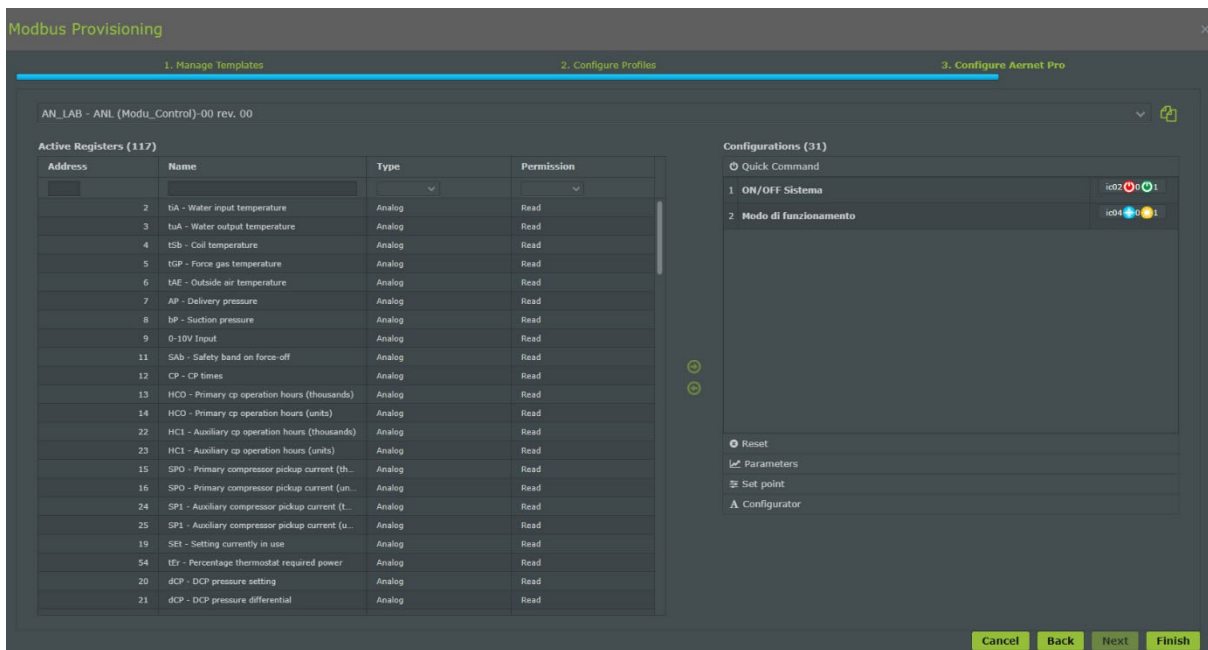 Modbus Provisioning
1. Manage Templates
2. Configure Profiles
3. Configure Aernet Pro
AN_LAB - ANL (Modu_Control)-00 rev. 00
Active Registers (117)
Address Name Type Permission
2 tiA - Water input temperature Analog Read
3 tuA - Water output temperature Analog Read
4 tSb - Coil temperature Analog Read
5 tGP - Force gas temperature Analog Read
6 tAE - Outside air temperature Analog Read
7 AP - Delivery pressure Analog Read
8 bP - Suction pressure Analog Read
9 0-10V Input Analog Read
11 SAb - Safety band on force-off Analog Read
12 CP - CP times Analog Read
13 HCO - Primary cp operation hours (thousands) Analog Read
14 HCO - Primary cp operation hours (units) Analog Read
22 HC1 - Auxiliary cp operation hours (thousands) Analog Read
23 HC1 - Auxiliary cp operation hours (units) Analog Read
15 SPO - Primary compressor pickup current (th... Analog Read
16 SPO - Primary compressor pickup current (un... Analog Read
24 SP1 - Auxiliary compressor pickup current (t... Analog Read
25 SP1 - Auxiliary compressor pickup current (u... Analog Read
19 SEt - Setting currently in use Analog Read
54 tEr - Percentage thermostat required power Analog Read
20 dCP - DCP pressure setting Analog Read
21 dCP - DCP pressure differential Analog Read
Configurations (31)
Quick Command
1 ON/OFF Sistema ic02 0 1
2 Modo di funzionamento ic04 0 1
Reset
Parameters
Set point
Configurator
Cancel Back Next Finish